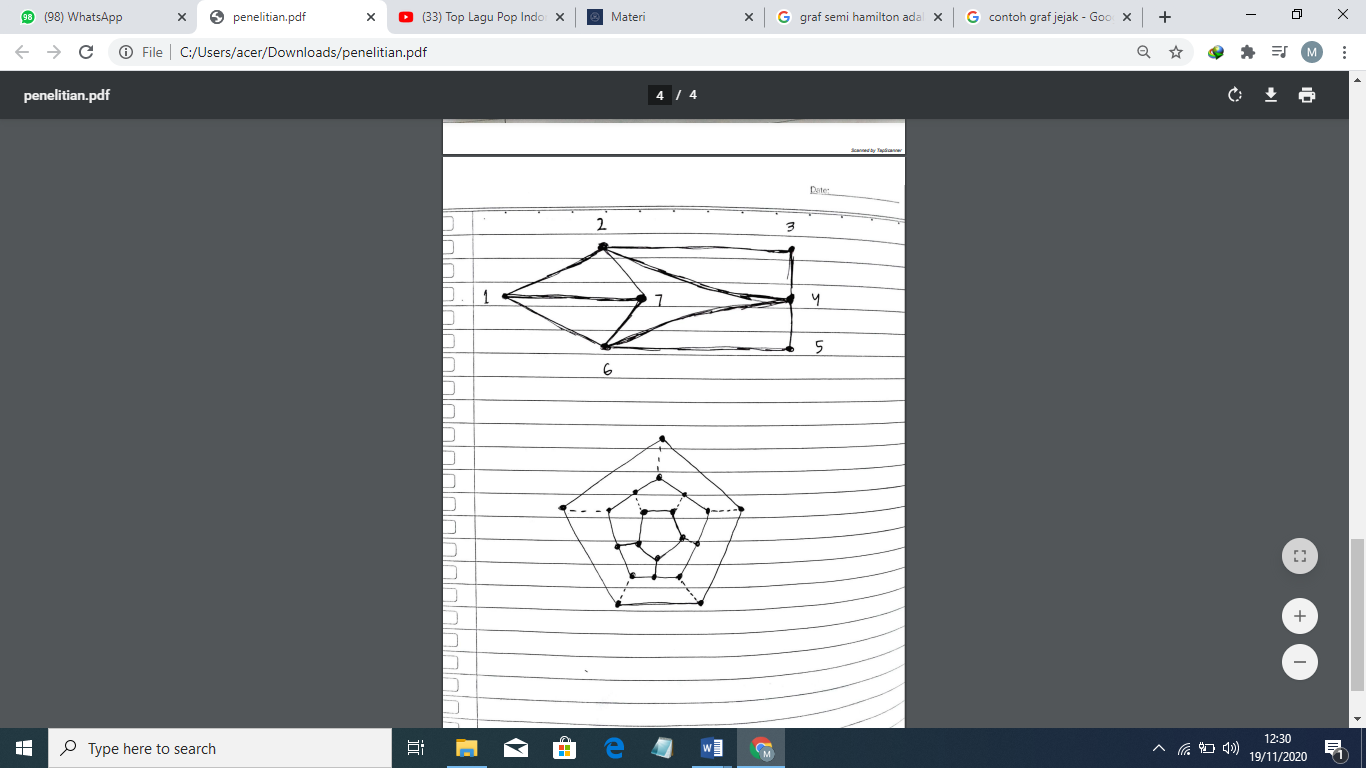 (98) WhatsApp
penelitian.pdf
(33) Top Lagu Pop Indo
Materi
graf semi hamilton ada
contoh graf jejak - Goo
M
File
C:/Users/acer/Downloads/penelitian.pdf
penelitian.pdf
4 / 4
Scanned by TapScanner
Date:
2
3
1
7
4
5
6
Type here to search
12:30
19/11/2020
1